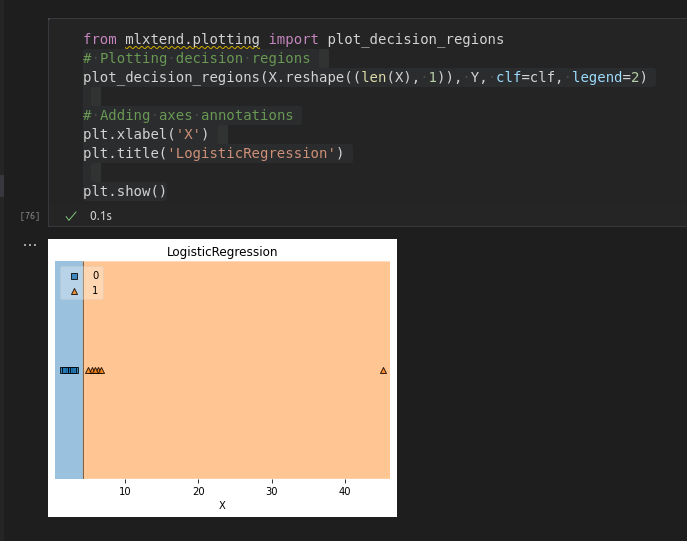 from mlxtend.plotting import plot_decision_regions
# Plotting decision regions
plot_decision_regions(X.reshape((len(X), 1)), Y, clf=clf, legend=2)
# Adding axes annotations
plt.xlabel('X')
plt.title('LogisticRegression')
plt.show()
[76] ✓ 0.1s
...
LogisticRegression
0
1
10 20 30 40
X